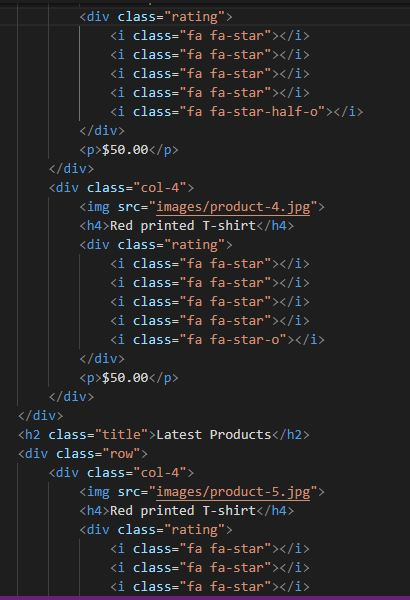 <div class="rating">
<i class="fa fa-star"></i>
<i class="fa fa-star"></i>
<i class="fa fa-star"></i>
<i class="fa fa-star"></i>
<i class="fa fa-star-half-o"></i>
</div>
<p>$50.00</p>
</div>
<div class="col-4">
<img src="images/product-4.jpg">
<h4>Red printed T-shirt</h4>
<div class="rating">
<i class="fa fa-star"></i>
<i class="fa fa-star"></i>
<i class="fa fa-star"></i>
<i class="fa fa-star"></i>
<i class="fa fa-star-o"></i>
</div>
<p>$50.00</p>
</div>
</div>
<h2 class="title">Latest Products</h2>
<div class="row">
<div class="col-4">
<img src="images/product-5.jpg">
<h4>Red printed T-shirt</h4>
<div class="rating">
<i class="fa fa-star"></i>
<i class="fa fa-star"></i>
<i class="fa fa-star"></i>